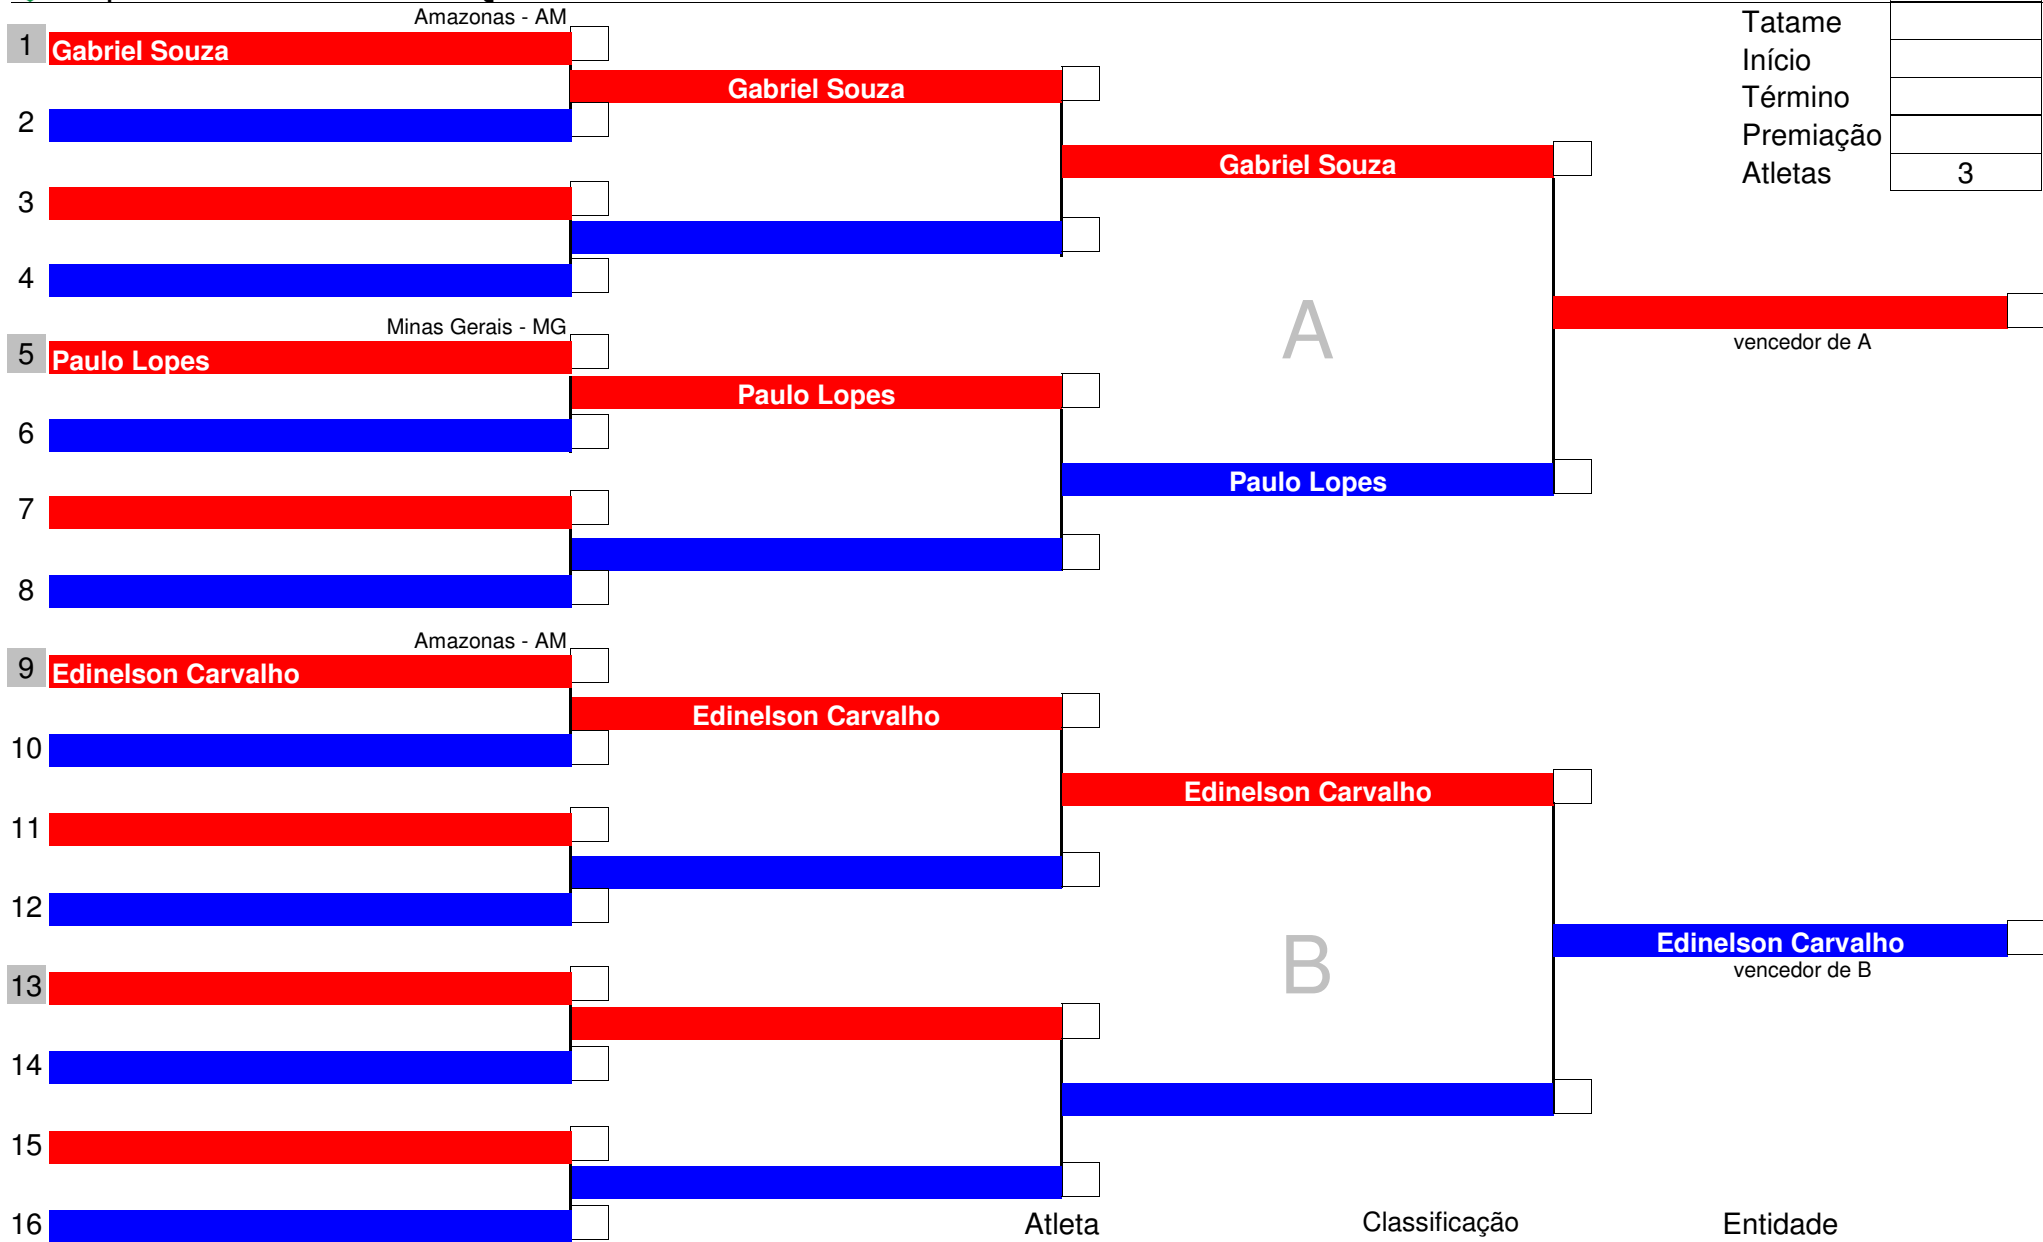 Amazonas - AM
1 Gabriel Souza
Gabriel Souza
2
Gabriel Souza
3
4
Tatame
Início
Término
Premiação
Atletas 3
A
vencedor de A
Minas Gerais - MG
5 Paulo Lopes
Paulo Lopes
6
Paulo Lopes
7
8
Amazonas - AM
9 Edinelson Carvalho
Edinelson Carvalho
10
Edinelson Carvalho
11
12
B
Edinelson Carvalho
vencedor de B
13
14
15
16
Atleta Classificação Entidade